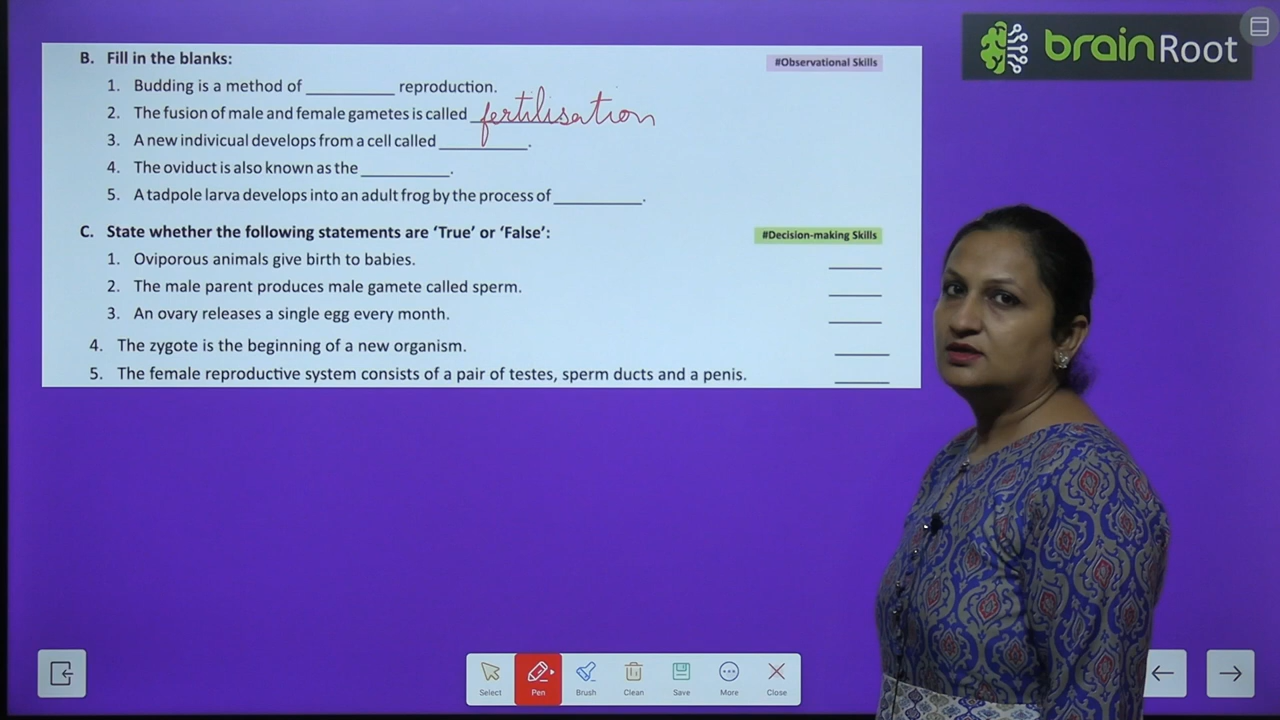 brainRoot
B. Fill in the blanks:
#Observational Skills
1. Budding is a method of __________ reproduction.
2. The fusion of male and female gametes is called fertilisation
3. A new indivicual develops from a cell called __________.
4. The oviduct is also known as the __________.
5. A tadpole larva develops into an adult frog by the process of __________.
C. State whether the following statements are ‘True’ or ‘False’:
#Decision-making Skills
1. Oviporous animals give birth to babies. ______
2. The male parent produces male gamete called sperm. ______
3. An ovary releases a single egg every month. ______
4. The zygote is the beginning of a new organism. ______
5. The female reproductive system consists of a pair of testes, sperm ducts and a penis. ______
Select Pen Brush Clean Save More Close